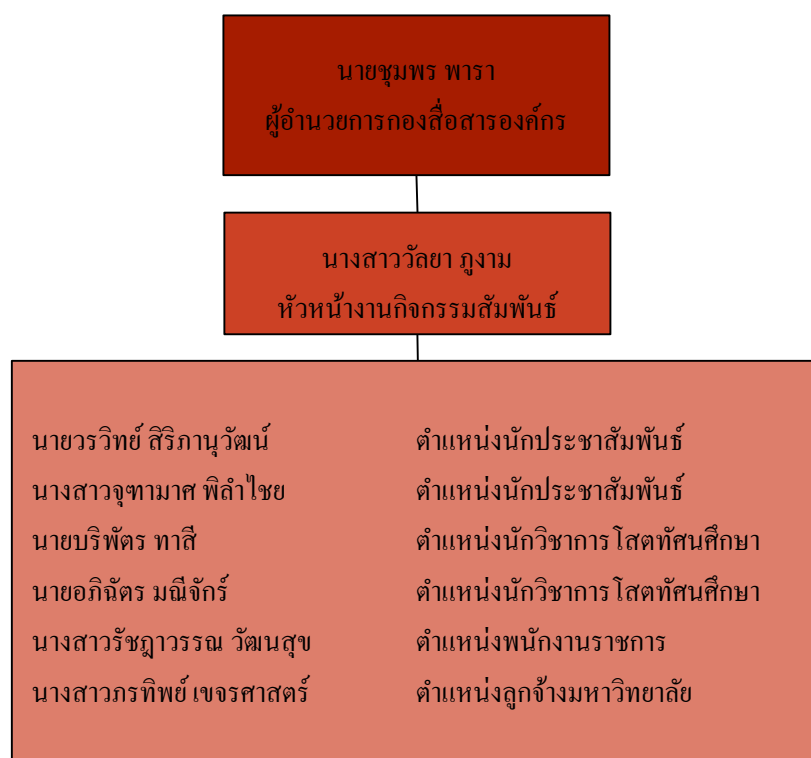 นายชุมพร พารา
ผู้อำนวยการกองสื่อสารองค์กร
นางสาววัลยา ภูงาม
หัวหน้างานกิจกรรมสัมพันธ์
นายวรวิทย์ สิริภานุวัฒน์ ตำแหน่งนักประชาสัมพันธ์
นางสาวจุฑามาศ พิลำไชย ตำแหน่งนักประชาสัมพันธ์
นายบริพัตร ทาสี ตำแหน่งนักวิชาการโสตทัศนศึกษา
นายอภิฉัตร มณีจักร์ ตำแหน่งนักวิชาการโสตทัศนศึกษา
นางสาวรัชฎาวรรณ วัฒนสุข ตำแหน่งพนักงานราชการ
นางสาวภรทิพย์ เขจรศาสตร์ ตำแหน่งลูกจ้างมหาวิทยาลัย